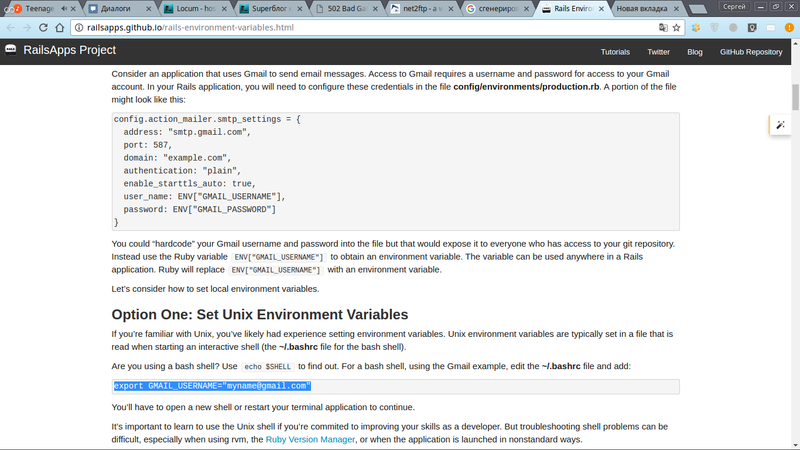 Teenage
Диалоги
Locum - hos
Superблог н
502 Bad Ga
net2ftp - a w
сгенериров
Rails Enviro
Новая вкладка
Сергей
railsapps.github.io/rails-environment-variables.html
RailsApps Project
Tutorials
Twitter
Blog
GitHub Repository
Consider an application that uses Gmail to send email messages. Access to Gmail requires a username and password for access to your Gmail
account. In your Rails application, you will need to configure these credentials in the file config/environments/production.rb. A portion of the file
might look like this:
config.action_mailer.smtp_settings = {
address: "smtp.gmail.com",
port: 587,
domain: "example.com",
authentication: "plain",
enable_starttls_auto: true,
user_name: ENV["GMAIL_USERNAME"],
password: ENV["GMAIL_PASSWORD"]
}
You could “hardcode” your Gmail username and password into the file but that would expose it to everyone who has access to your git repository.
Instead use the Ruby variable ENV["GMAIL_USERNAME"] to obtain an environment variable. The variable can be used anywhere in a Rails
application. Ruby will replace ENV["GMAIL_USERNAME"] with an environment variable.
Let’s consider how to set local environment variables.
Option One: Set Unix Environment Variables
If you’re familiar with Unix, you’ve likely had experience setting environment variables. Unix environment variables are typically set in a file that is
read when starting an interactive shell (the ~/.bashrc file for the bash shell).
Are you using a bash shell? Use echo $SHELL to find out. For a bash shell, using the Gmail example, edit the ~/.bashrc file and add:
export GMAIL_USERNAME="myname@gmail.com"
You’ll have to open a new shell or restart your terminal application to continue.
It’s important to learn to use the Unix shell if you’re commited to improving your skills as a developer. But troubleshooting shell problems can be
difficult, especially when using rvm, the Ruby Version Manager, or when the application is launched in nonstandard ways.